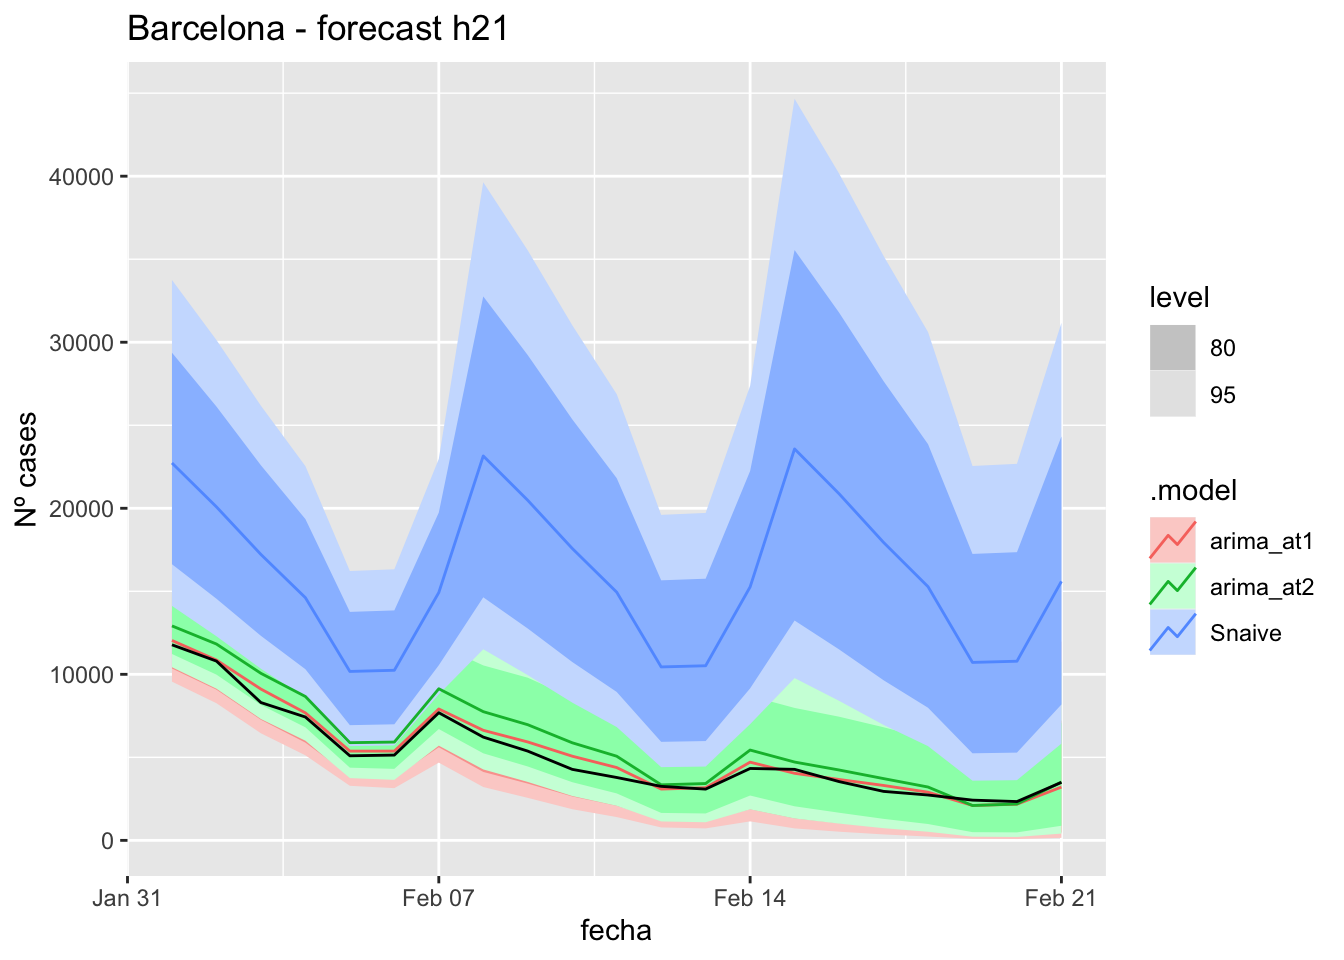 Barcelona - forecast h21
Nº cases
40000
30000
20000
10000
0
Jan 31
Feb 07
Feb 14
Feb 21
fecha
level
80
95
.model
arima_at1
arima_at2
Snaive